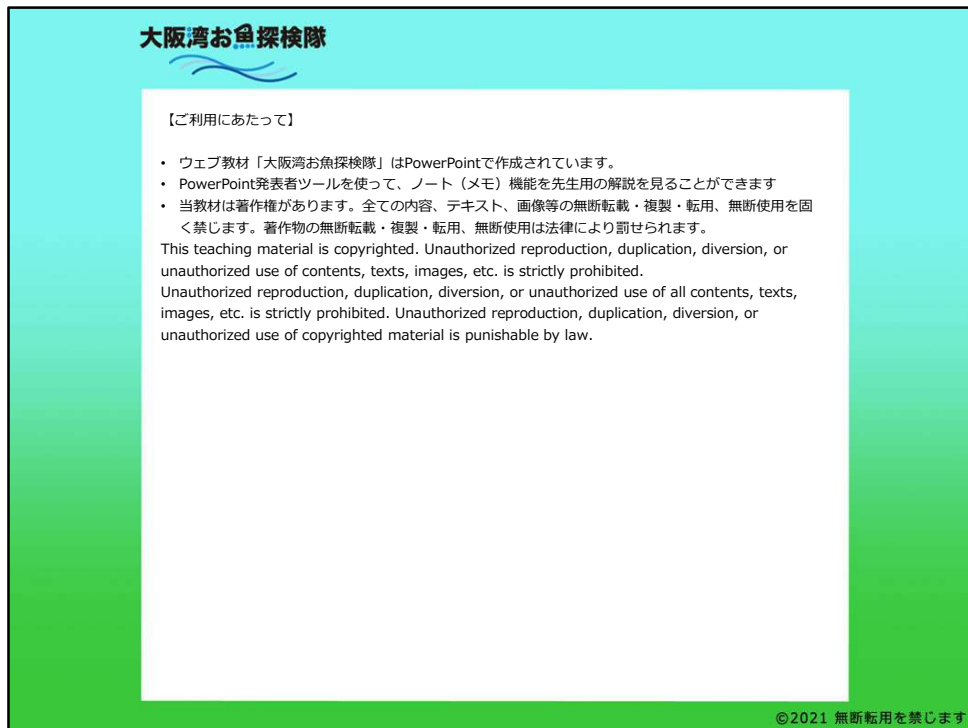 大阪湾お魚探検隊
【ご利用にあたって】
• ウェブ教材「大阪湾お魚探検隊」はPowerPointで作成されています。
• PowerPoint発表者ツールを使って、ノート（メモ）機能を先生用の解説を見ることができます
• 当教材は著作権があります。全ての内容、テキスト、画像等の無断転載・複製・転用、無断使用を固
く禁じます。著作物の無断転載・複製・転用、無断使用は法律により罰せられます。
This teaching material is copyrighted. Unauthorized reproduction, duplication, diversion, or
unauthorized use of contents, texts, images, etc. is strictly prohibited.
Unauthorized reproduction, duplication, diversion, or unauthorized use of all contents, texts,
images, etc. is strictly prohibited. Unauthorized reproduction, duplication, diversion, or
unauthorized use of copyrighted material is punishable by law.
©2021 無断転用を禁じます